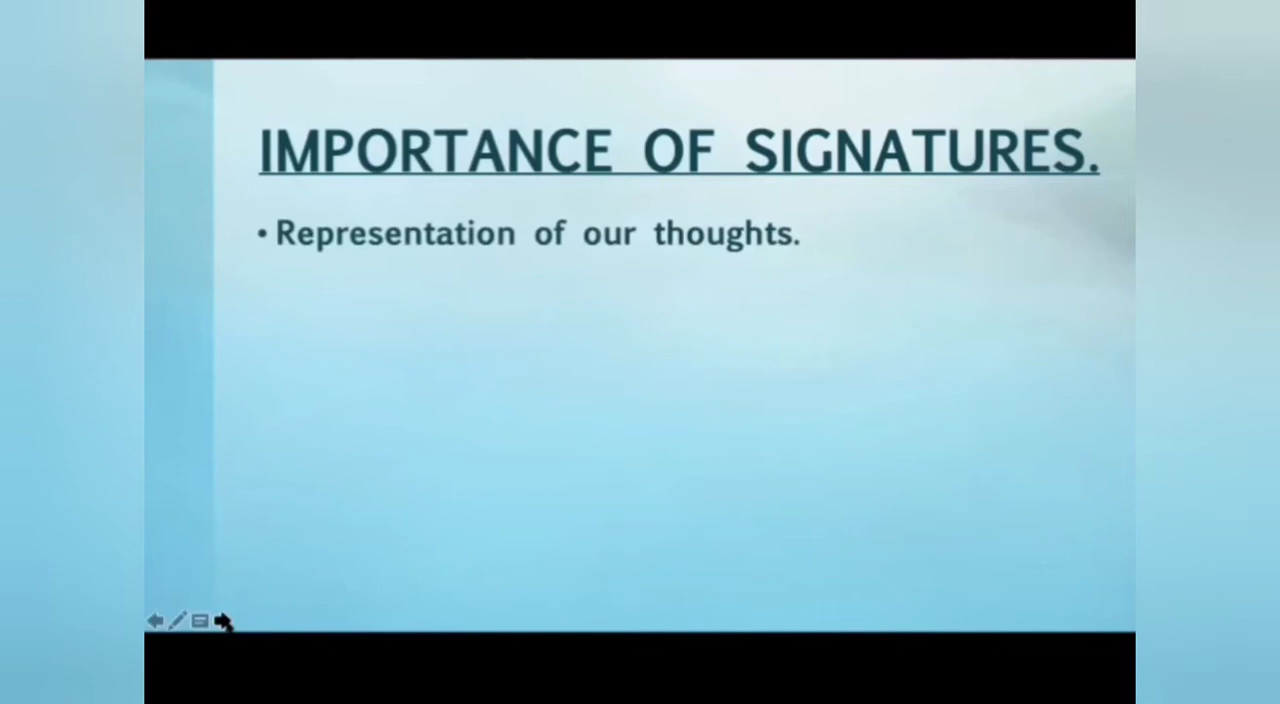 IMPORTANCE OF SIGNATURES.
• Representation of our thoughts.